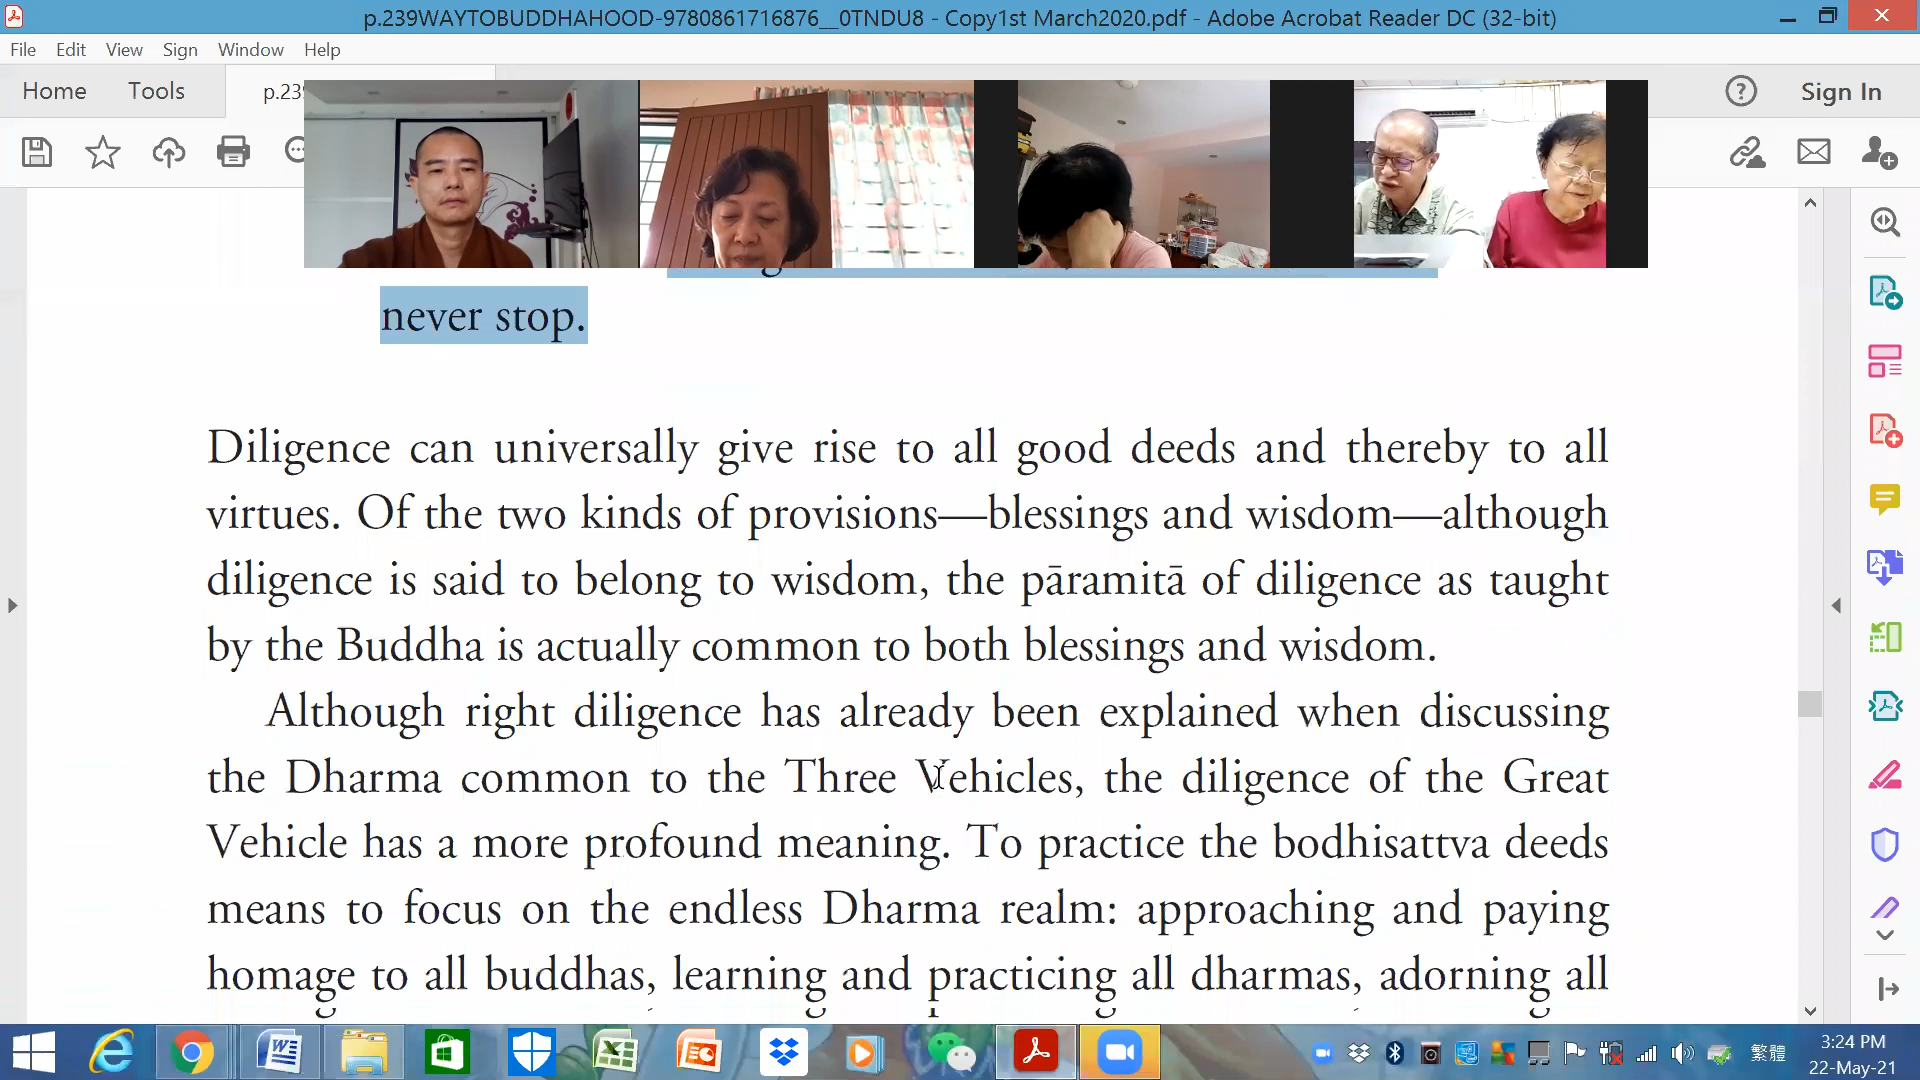 p.239WAYTOBUDDHAHOOD-9780861716876__0TNDU8 - Copy1st March2020.pdf - Adobe Acrobat Reader DC (32-bit)
File Edit View Sign Window Help
Home Tools p.239 Sign In
never stop.
Diligence can universally give rise to all good deeds and thereby to all
virtues. Of the two kinds of provisions—blessings and wisdom—although
diligence is said to belong to wisdom, the pāramitā of diligence as taught
by the Buddha is actually common to both blessings and wisdom.
Although right diligence has already been explained when discussing
the Dharma common to the Three Vehicles, the diligence of the Great
Vehicle has a more profound meaning. To practice the bodhisattva deeds
means to focus on the endless Dharma realm: approaching and paying
homage to all buddhas, learning and practicing all dharmas, adorning all
繁體
3:24 PM
22-May-21